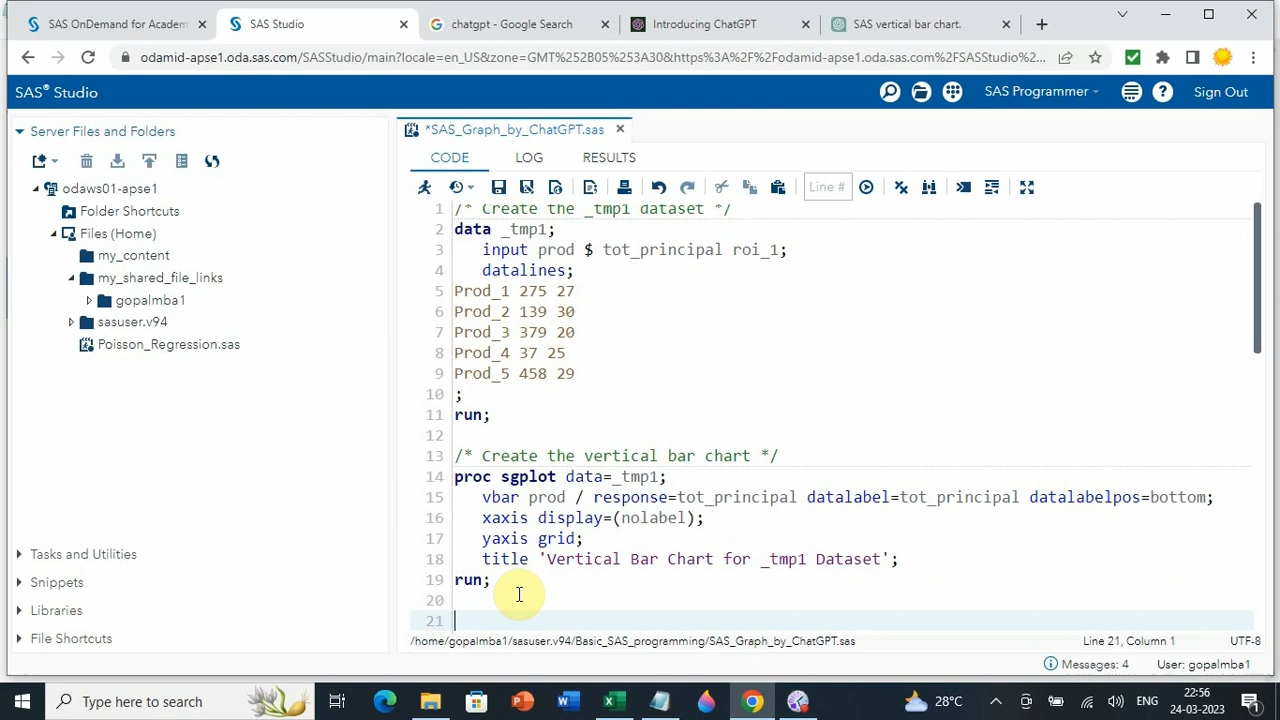 SAS OnDemand for Academ
SAS Studio
chatgpt - Google Search
Introducing ChatGPT
SAS vertical bar chart.
odamid-apse1.oda.sas.com/SASStudio/main?locale=en_US&zone=GMT%252B05%253A30&https%3A%2F%2Fodamid-apse1.oda.sas.com%2FSASStudio%2...
SAS® Studio
SAS Programmer
Sign Out
Server Files and Folders
odaws01-apse1
Folder Shortcuts
Files (Home)
my_content
my_shared_file_links
gopalmba1
sasuser.v94
Poisson_Regression.sas
Tasks and Utilities
Snippets
Libraries
File Shortcuts
*SAS_Graph_by_ChatGPT.sas
CODE LOG RESULTS
Line #
1 /* Create the _tmp1 dataset */
2 data _tmp1;
3 input prod $ tot_principal roi_1;
4 datalines;
5 Prod_1 275 27
6 Prod_2 139 30
7 Prod_3 379 20
8 Prod_4 37 25
9 Prod_5 458 29
10 ;
11 run;
12
13 /* Create the vertical bar chart */
14 proc sgplot data=_tmp1;
15 vbar prod / response=tot_principal datalabel=tot_principal datalabelpos=bottom;
16 xaxis display=(nolabel);
17 yaxis grid;
18 title 'Vertical Bar Chart for _tmp1 Dataset';
19 run;
20
21
/home/gopalmba1/sasuser.v94/Basic_SAS_programming/SAS_Graph_by_ChatGPT.sas
Line 21, Column 1
UTF-8
Messages: 4
User: gopalmba1
Type here to search
28°C
ENG
22:56
24-03-2023
1